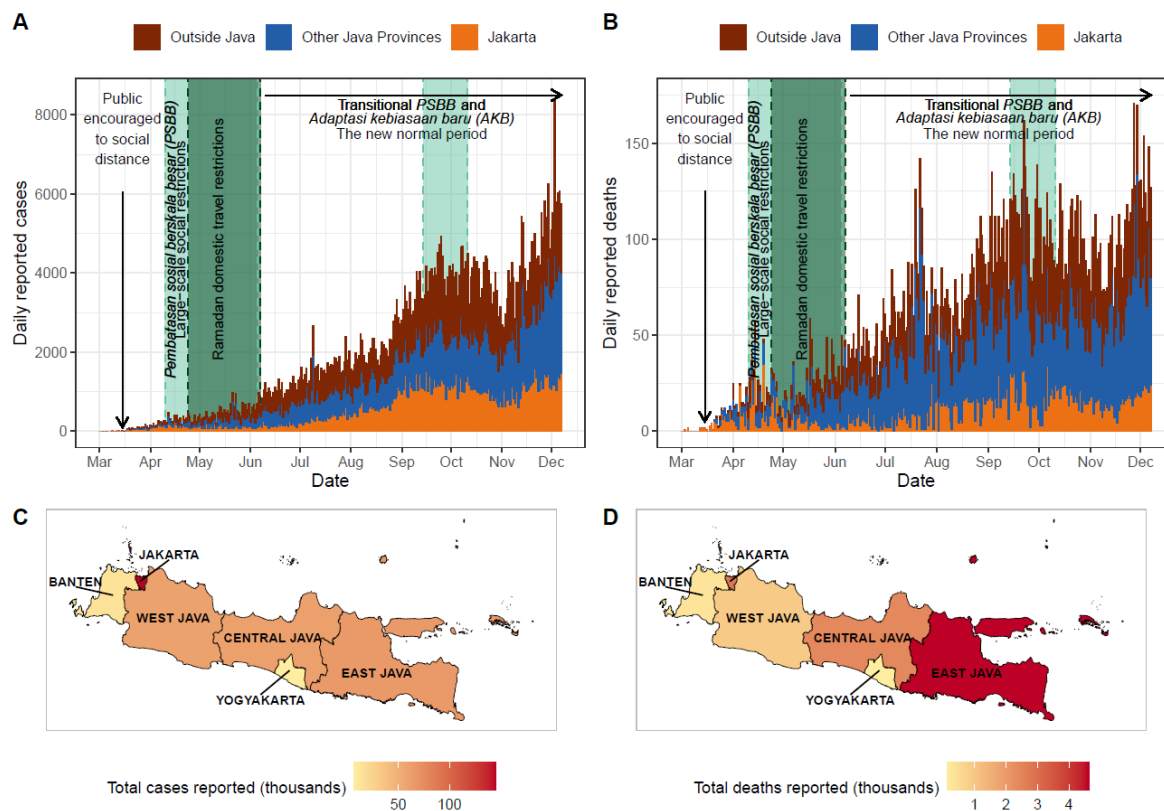 A
Outside Java
Other Java Provinces
Jakarta
Daily reported cases
8000
6000
4000
2000
0
Public
encouraged
to social
distance
Pembatasan sosial berskala besar (PSBB)
Large-scale social restrictions
Ramadan domestic travel restrictions
Transitional PSBB and
Adaptasi kebiasaan baru (AKB)
The new normal period
Mar Apr May Jun Jul Aug Sep Oct Nov Dec
Date
B
Outside Java
Other Java Provinces
Jakarta
Daily reported deaths
150
100
50
0
Public
encouraged
to social
distance
Pembatasan sosial berskala besar (PSBB)
Large-scale social restrictions
Ramadan domestic travel restrictions
Transitional PSBB and
Adaptasi kebiasaan baru (AKB)
The new normal period
Mar Apr May Jun Jul Aug Sep Oct Nov Dec
Date
C
JAKARTA
BANTEN
WEST JAVA
CENTRAL JAVA
EAST JAVA
YOGYAKARTA
Total cases reported (thousands)
50 100
D
JAKARTA
BANTEN
WEST JAVA
CENTRAL JAVA
EAST JAVA
YOGYAKARTA
Total deaths reported (thousands)
1 2 3 4